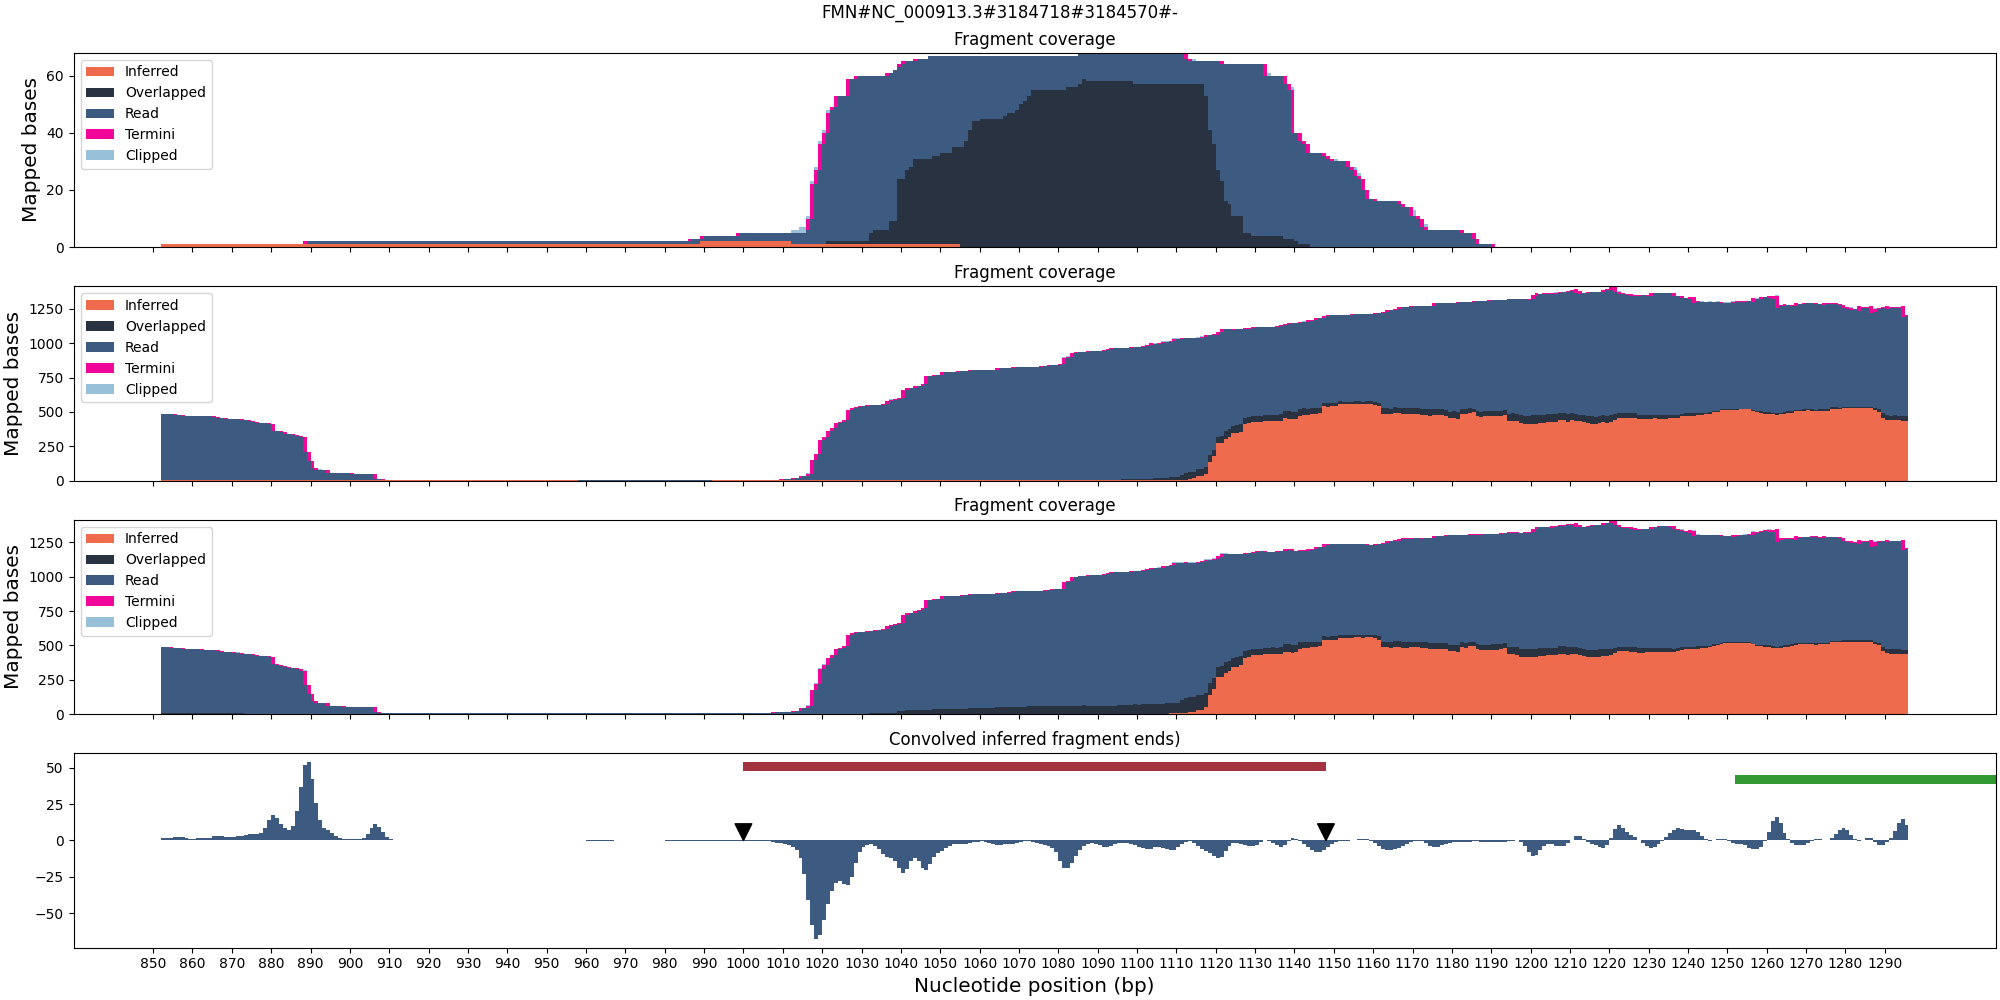 FMN#NC_000913.3#3184718#3184570#-
Fragment coverage
Mapped bases
60
40
20
0
Inferred
Overlapped
Read
Termini
Clipped
Fragment coverage
Mapped bases
1250
1000
750
500
250
0
Inferred
Overlapped
Read
Termini
Clipped
Fragment coverage
Mapped bases
1250
1000
750
500
250
0
Inferred
Overlapped
Read
Termini
Clipped
Convolved inferred fragment ends)
50
25
0
−25
−50
850 860 870 880 890 900 910 920 930 940 950 960 970 980 990 1000 1010 1020 1030 1040 1050 1060 1070 1080 1090 1100 1110 1120 1130 1140 1150 1160 1170 1180 1190 1200 1210 1220 1230 1240 1250 1260 1270 1280 1290
Nucleotide position (bp)